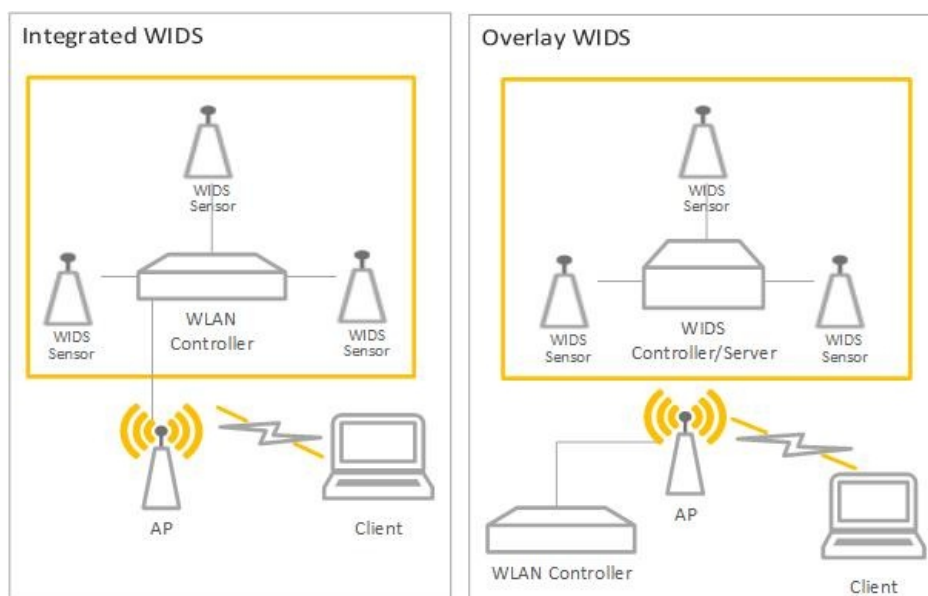 Integrated WIDS
WIDS
Sensor
WIDS
Sensor
WLAN
Controller
WIDS
Sensor
AP
Client
Overlay WIDS
WIDS
Sensor
WIDS
Sensor
WIDS
Controller/Server
WIDS
Sensor
AP
WLAN Controller
Client